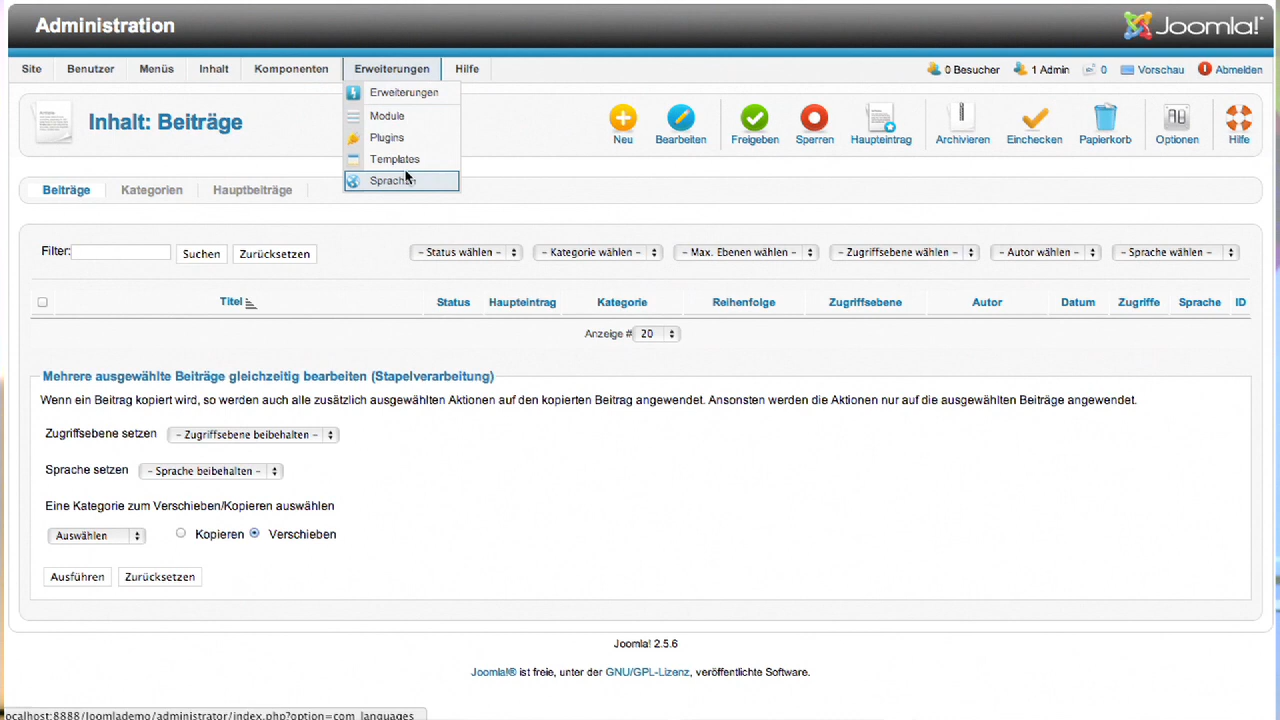 Administration
Joomla!
Site Benutzer Menüs Inhalt Komponenten Erweiterungen Hilfe 0 Besucher 1 Admin 0 Vorschau Abmelden
Erweiterungen
Module
Plugins
Templates
Inhalt: Beiträge
Neu Bearbeiten Freigeben Sperren Haupteintrag Archivieren Einchecken Papierkorb Optionen Hilfe
Beiträge Kategorien Hauptbeiträge
Filter: Suchen Zurücksetzen – Status wählen – – Kategorie wählen – – Max. Ebenen wählen – – Zugriffsebene wählen – – Autor wählen – – Sprache wählen –
Titel Status Haupteintrag Kategorie Reihenfolge Zugriffsebene Autor Datum Zugriffe Sprache ID
Anzeige # 20
Mehrere ausgewählte Beiträge gleichzeitig bearbeiten (Stapelverarbeitung)
Wenn ein Beitrag kopiert wird, so werden auch alle zusätzlich ausgewählten Aktionen auf den kopierten Beitrag angewendet. Ansonsten werden die Aktionen nur auf die ausgewählten Beiträge angewendet.
Zugriffsebene setzen – Zugriffsebene beibehalten –
Sprache setzen – Sprache beibehalten –
Eine Kategorie zum Verschieben/Kopieren auswählen
Auswählen Kopieren Verschieben
Ausführen Zurücksetzen
Joomla! 2.5.6
Joomla!® ist freie, unter der GNU/GPL-Lizenz, veröffentlichte Software.
ocalhost:8888/Joomlademo/administrator/index.php?option=com_languages